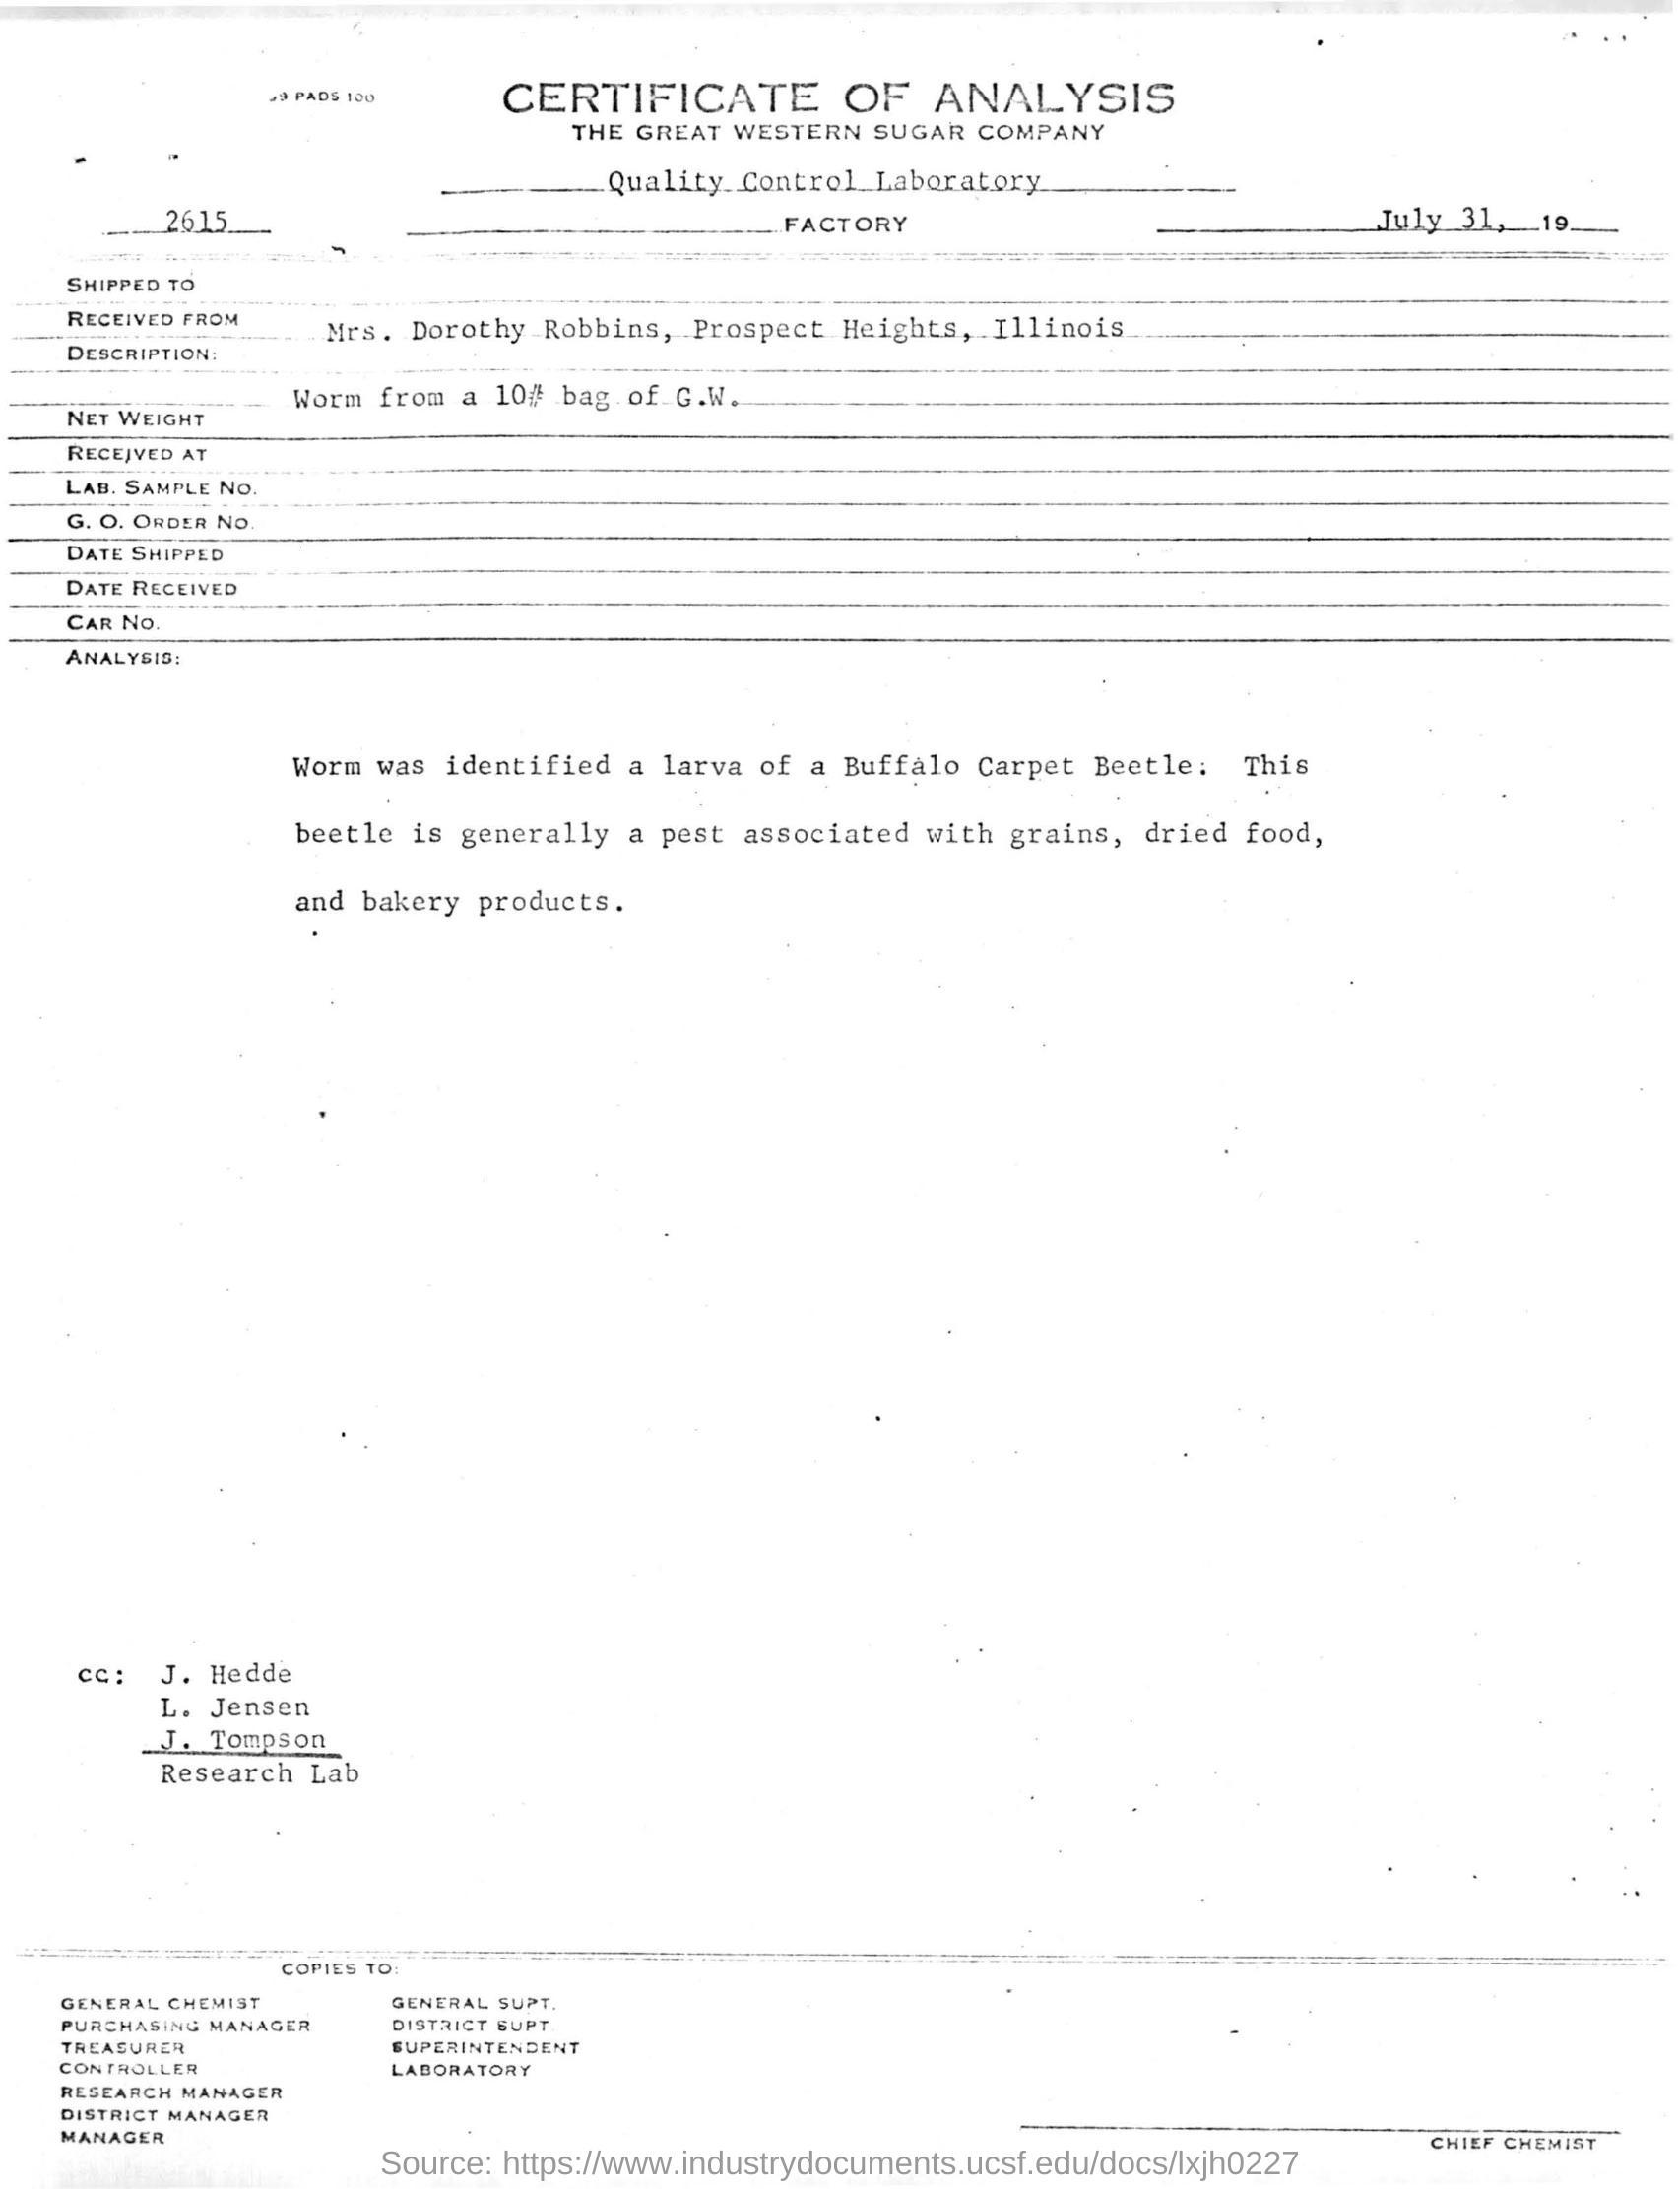 PADS 100
CERTIFICATE OF ANALYSIS
THE GREAT WESTERN SUGAR COMPANY
Quality Control Laboratory
2615 FACTORY July 31, 19
SHIPPED TO
RECEIVED FROM Mrs. Dorothy Robbins, Prospect Heights, Illinois
DESCRIPTION:
Worm from a 10# bag of G.W.
NET WEIGHT
RECEIVED AT
LAB. SAMPLE NO.
G. O. ORDER NO.
DATE SHIPPED
DATE RECEIVED
CAR NO.
ANALYSIS:
Worm was identified a larva of a Buffalo Carpet Beetle. This
beetle is generally a pest associated with grains, dried food,
and bakery products.
cc: J. Hedde
L. Jensen
J. Tompson
Research Lab
COPIES TO:
GENERAL CHEMIST GENERAL SUPT.
PURCHASING MANAGER DISTRICT SUPT.
TREASURER SUPERINTENDENT
CONTROLLER LABORATORY
RESEARCH MANAGER
DISTRICT MANAGER
MANAGER
CHIEF CHEMIST
Source: https://www.industrydocuments.ucsf.edu/docs/lxjh0227